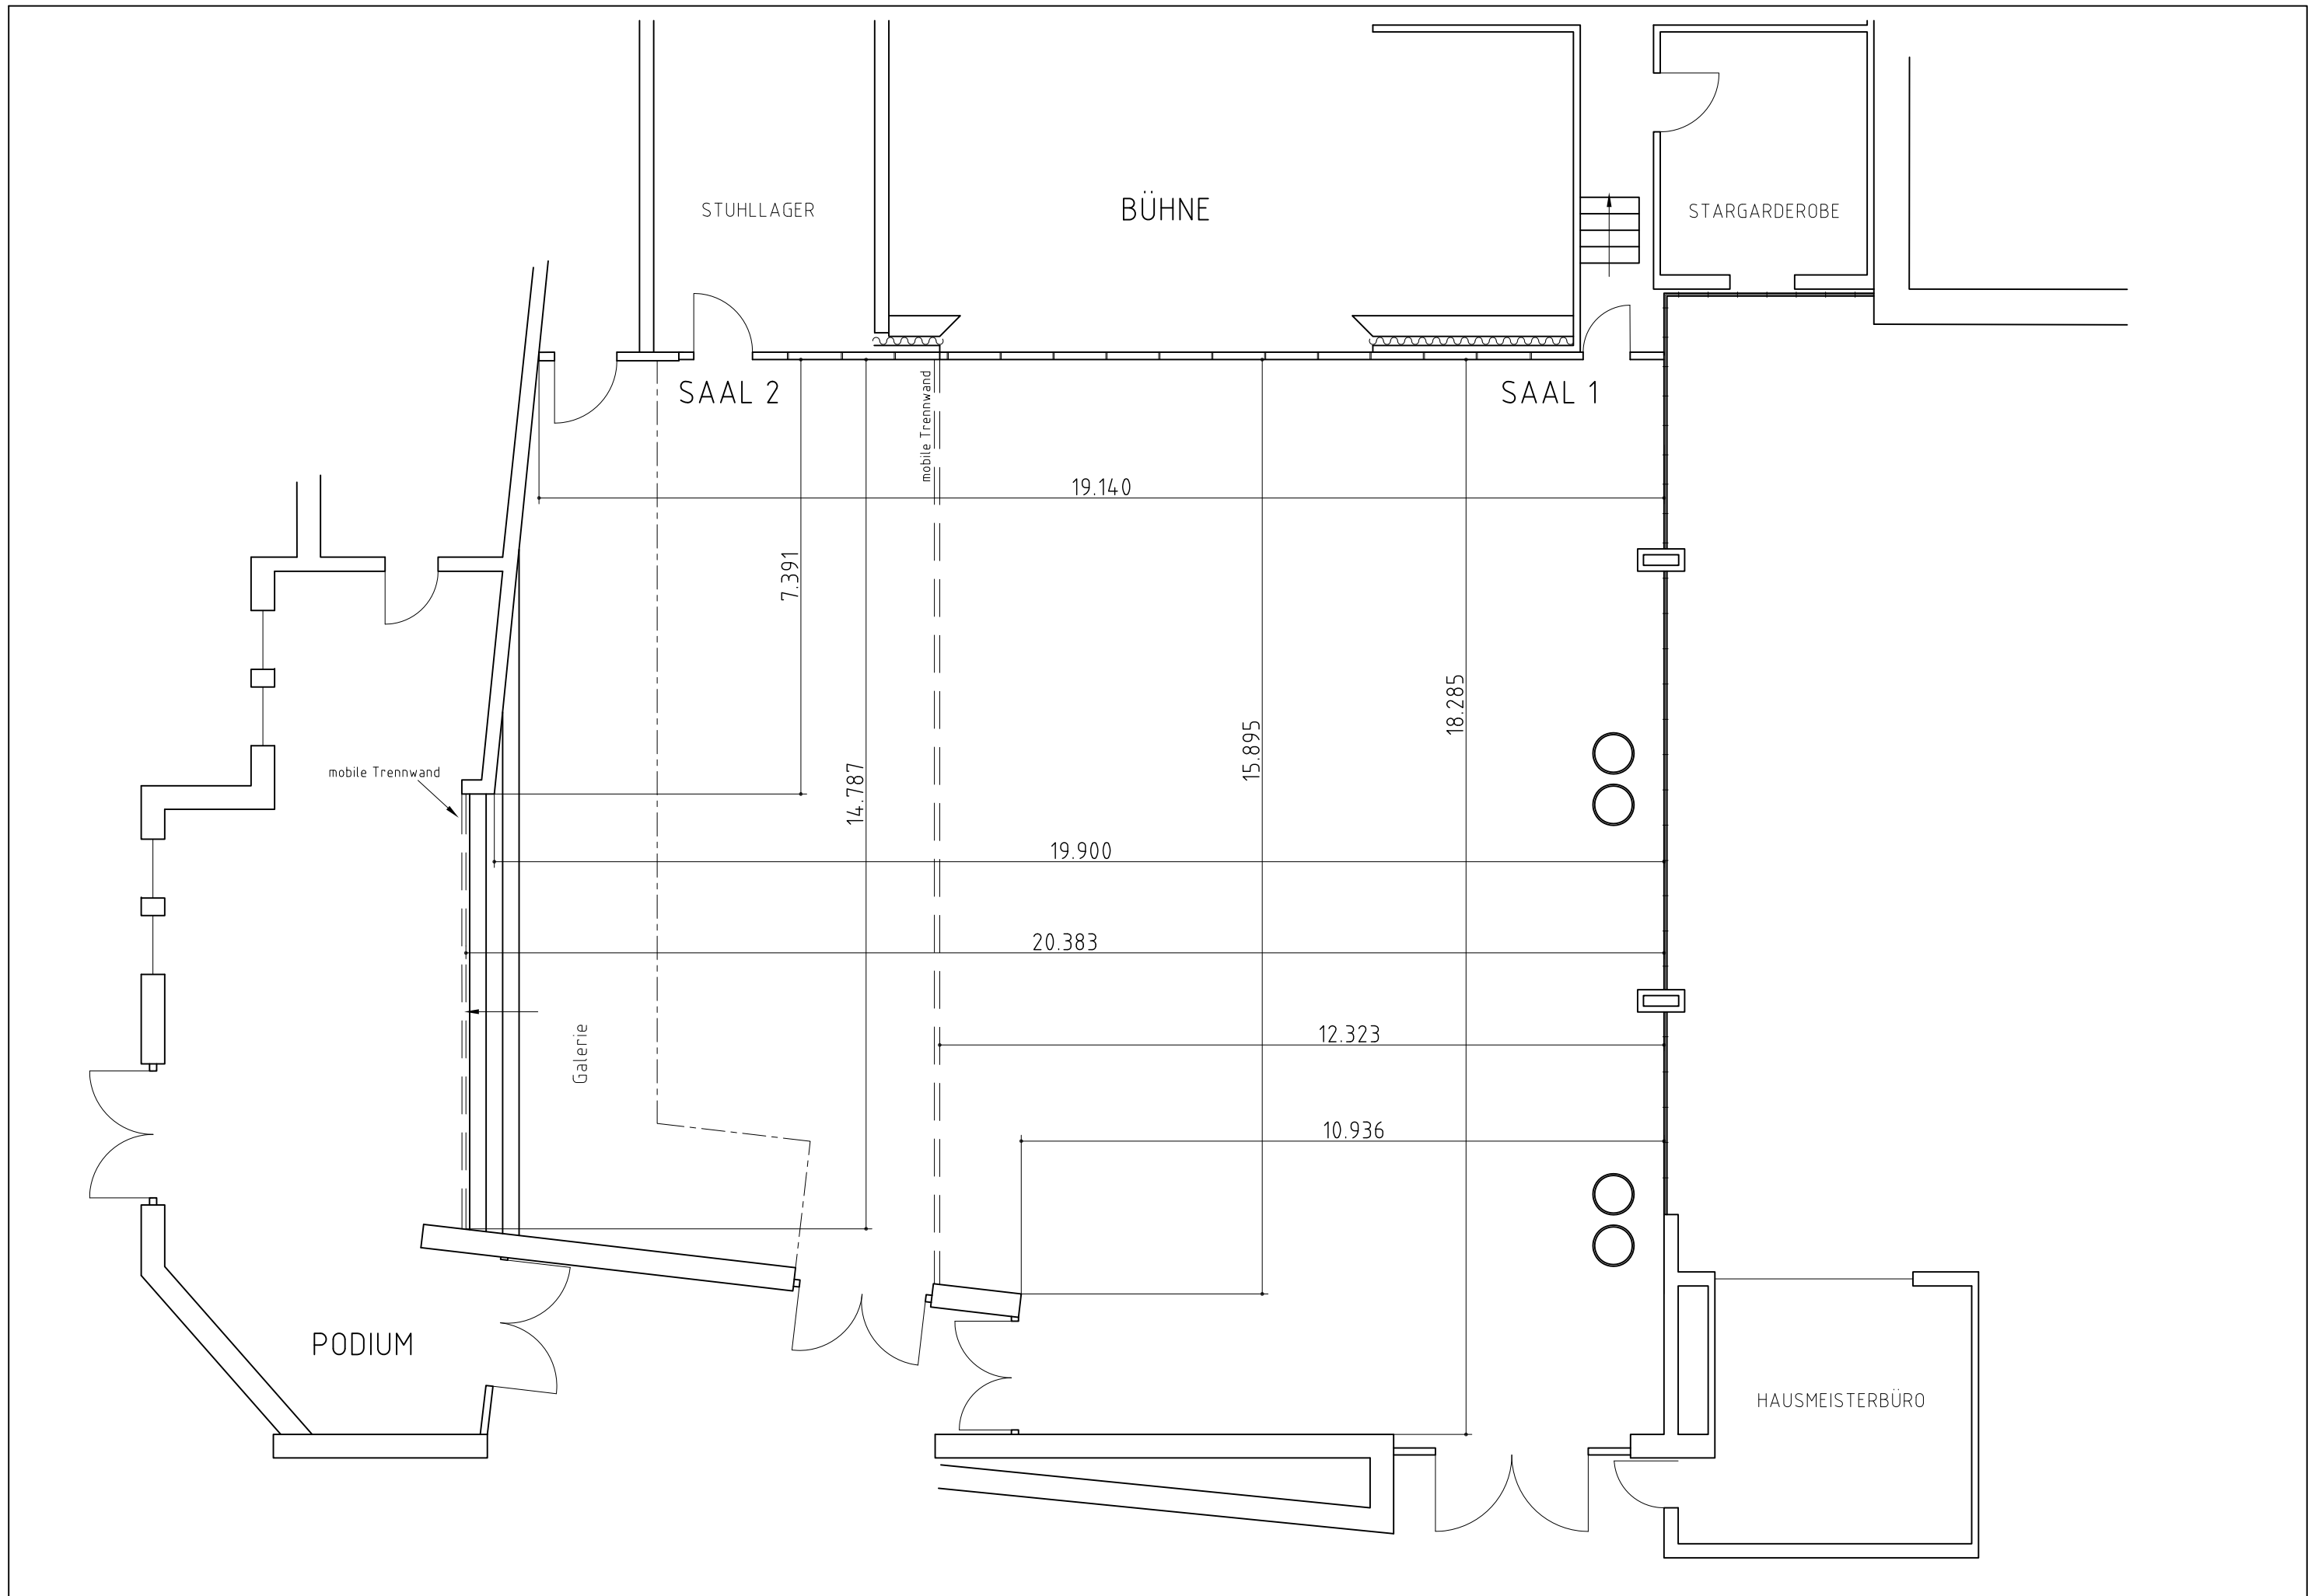 STUHLLAGER
BÜHNE
STARGARDEROBE
SAAL 2
mobile Trennwand
SAAL 1
19.140
7.391
18.285
15.895
mobile Trennwand
14.787
19.900
20.383
12.323
Galerie
10.936
PODIUM
HAUSMEISTERBÜRO